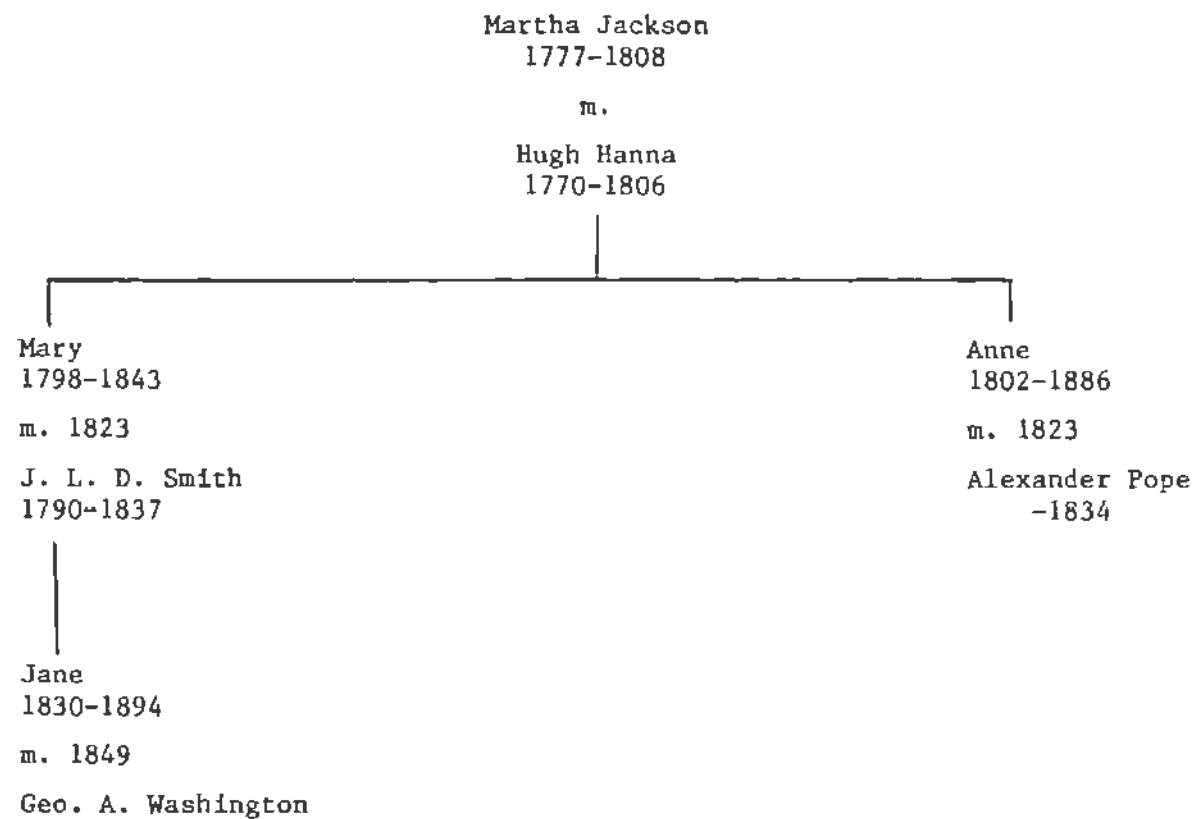 Martha Jackson
1777-1808
m.
Hugh Hanna
1770-1806
Mary
1798-1843
m. 1823
J. L. D. Smith
1790-1837
Anne
1802-1886
m. 1823
Alexander Pope
-1834
Jane
1830-1894
m. 1849
Geo. A. Washington